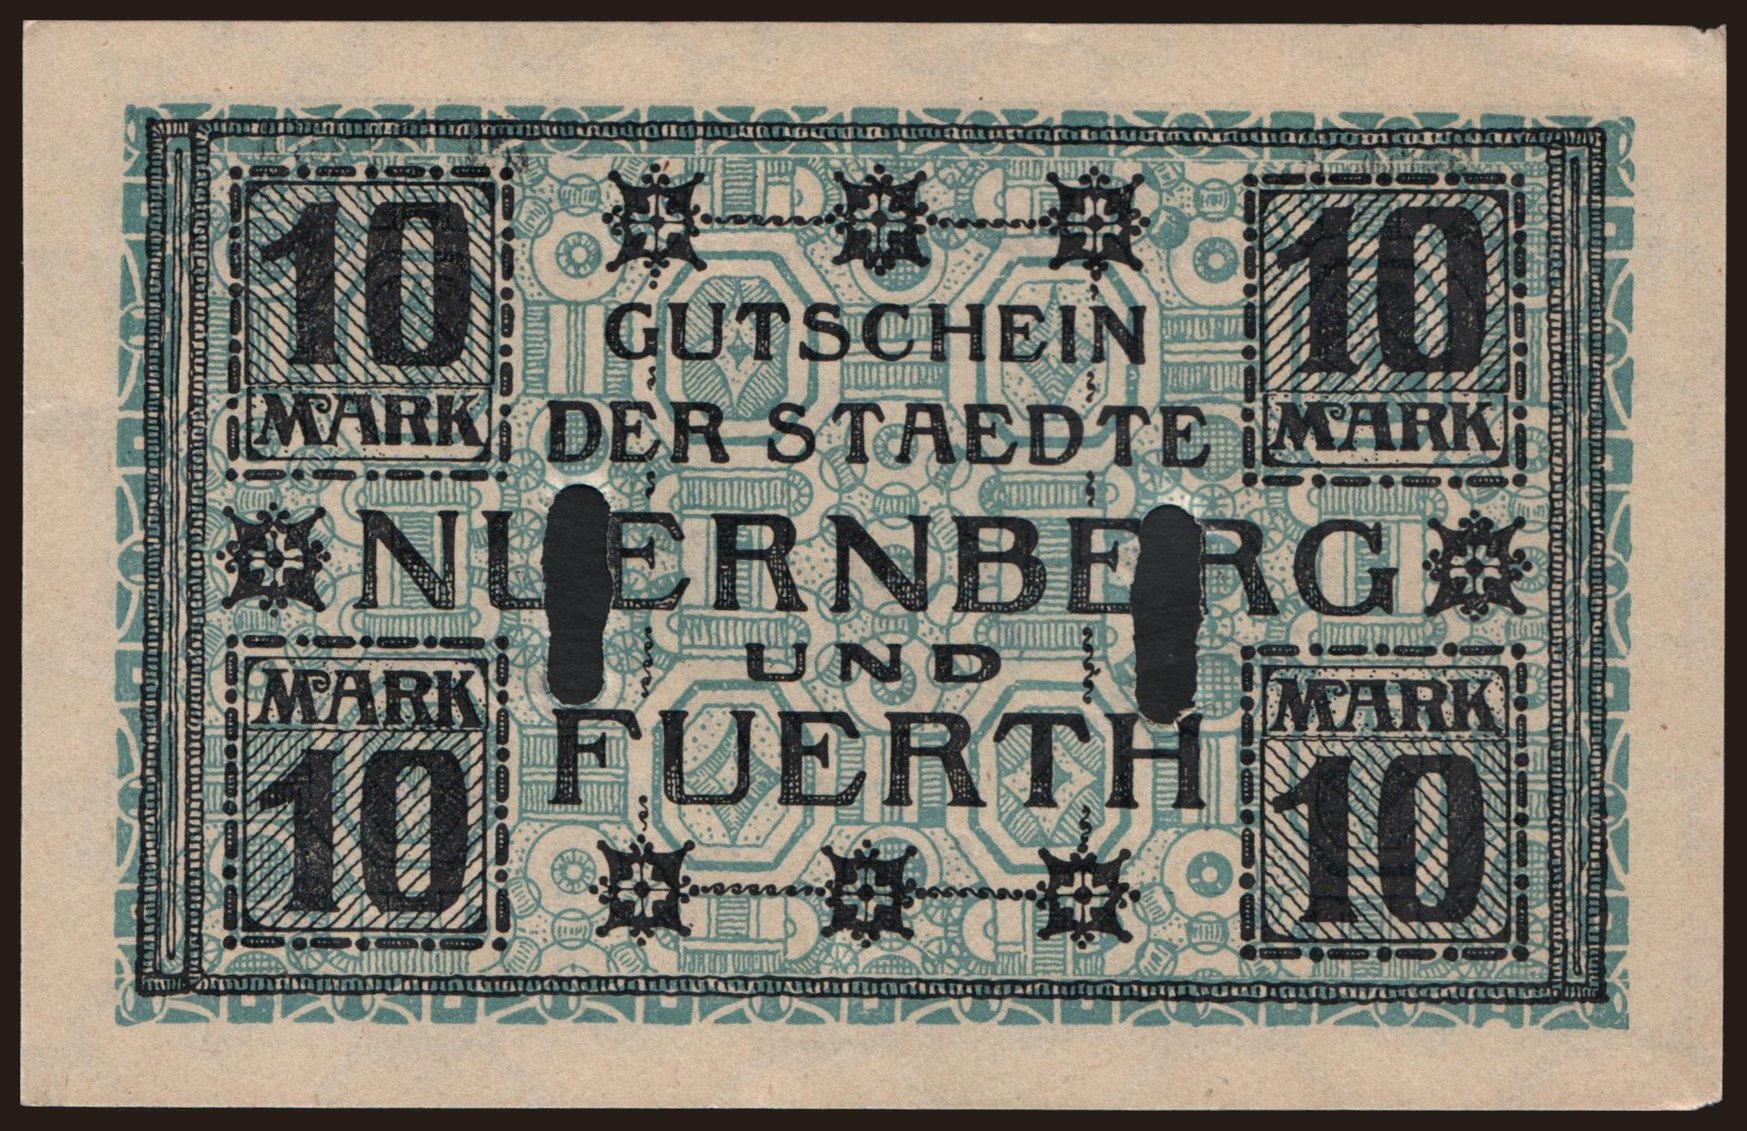 10 MARK
10 MARK
GUTSCHEIN
DER STAEDTE
NUERNBERG
UND
FUERTH
MARK 10
MARK 10